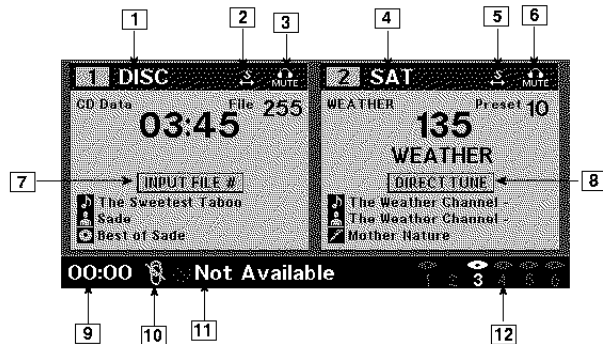 1 2 3 4 5 6
1 DISC S MUTE 2 SAT S MUTE
CD Data File 255 WEATHER Preset 10
03:45 135
WEATHER
7 INPUT FILE # DIRECT TUNE 8
The Sweetest Taboo The Weather Channel -
Sade The Weather Channel -
Best of Sade Mother Nature
00:00 Not Available 1 2 3 4 5 6
9 10 11 12